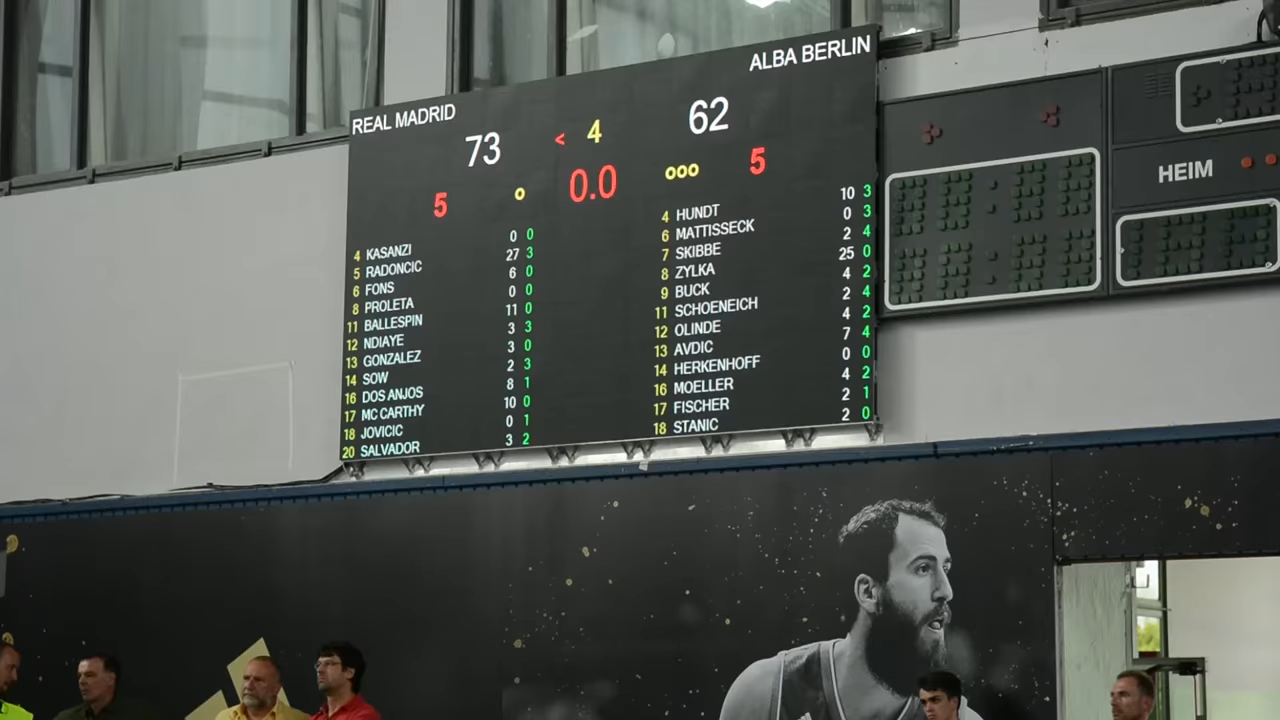 REAL MADRID ALBA BERLIN
73 < 4 62
5 o 0.0 ooo 5
4 KASANZI 0 0
5 RADONCIC 27 3
6 FONS 6 0
8 PROLETA 0 0
11 BALLESPIN 11 0
12 NDIAYE 3 3
13 GONZALEZ 3 0
14 SOW 2 3
16 DOS ANJOS 8 1
17 MC CARTHY 10 0
18 JOVICIC 0 1
20 SALVADOR 3 2
4 HUNDT 10 3
6 MATTISSECK 0 3
7 SKIBBE 2 4
8 ZYLKA 25 0
9 BUCK 4 2
11 SCHOENEICH 2 4
12 OLINDE 4 2
13 AVDIC 7 4
14 HERKENHOFF 0 0
16 MOELLER 4 2
17 FISCHER 2 1
18 STANIC 2 0
HEIM